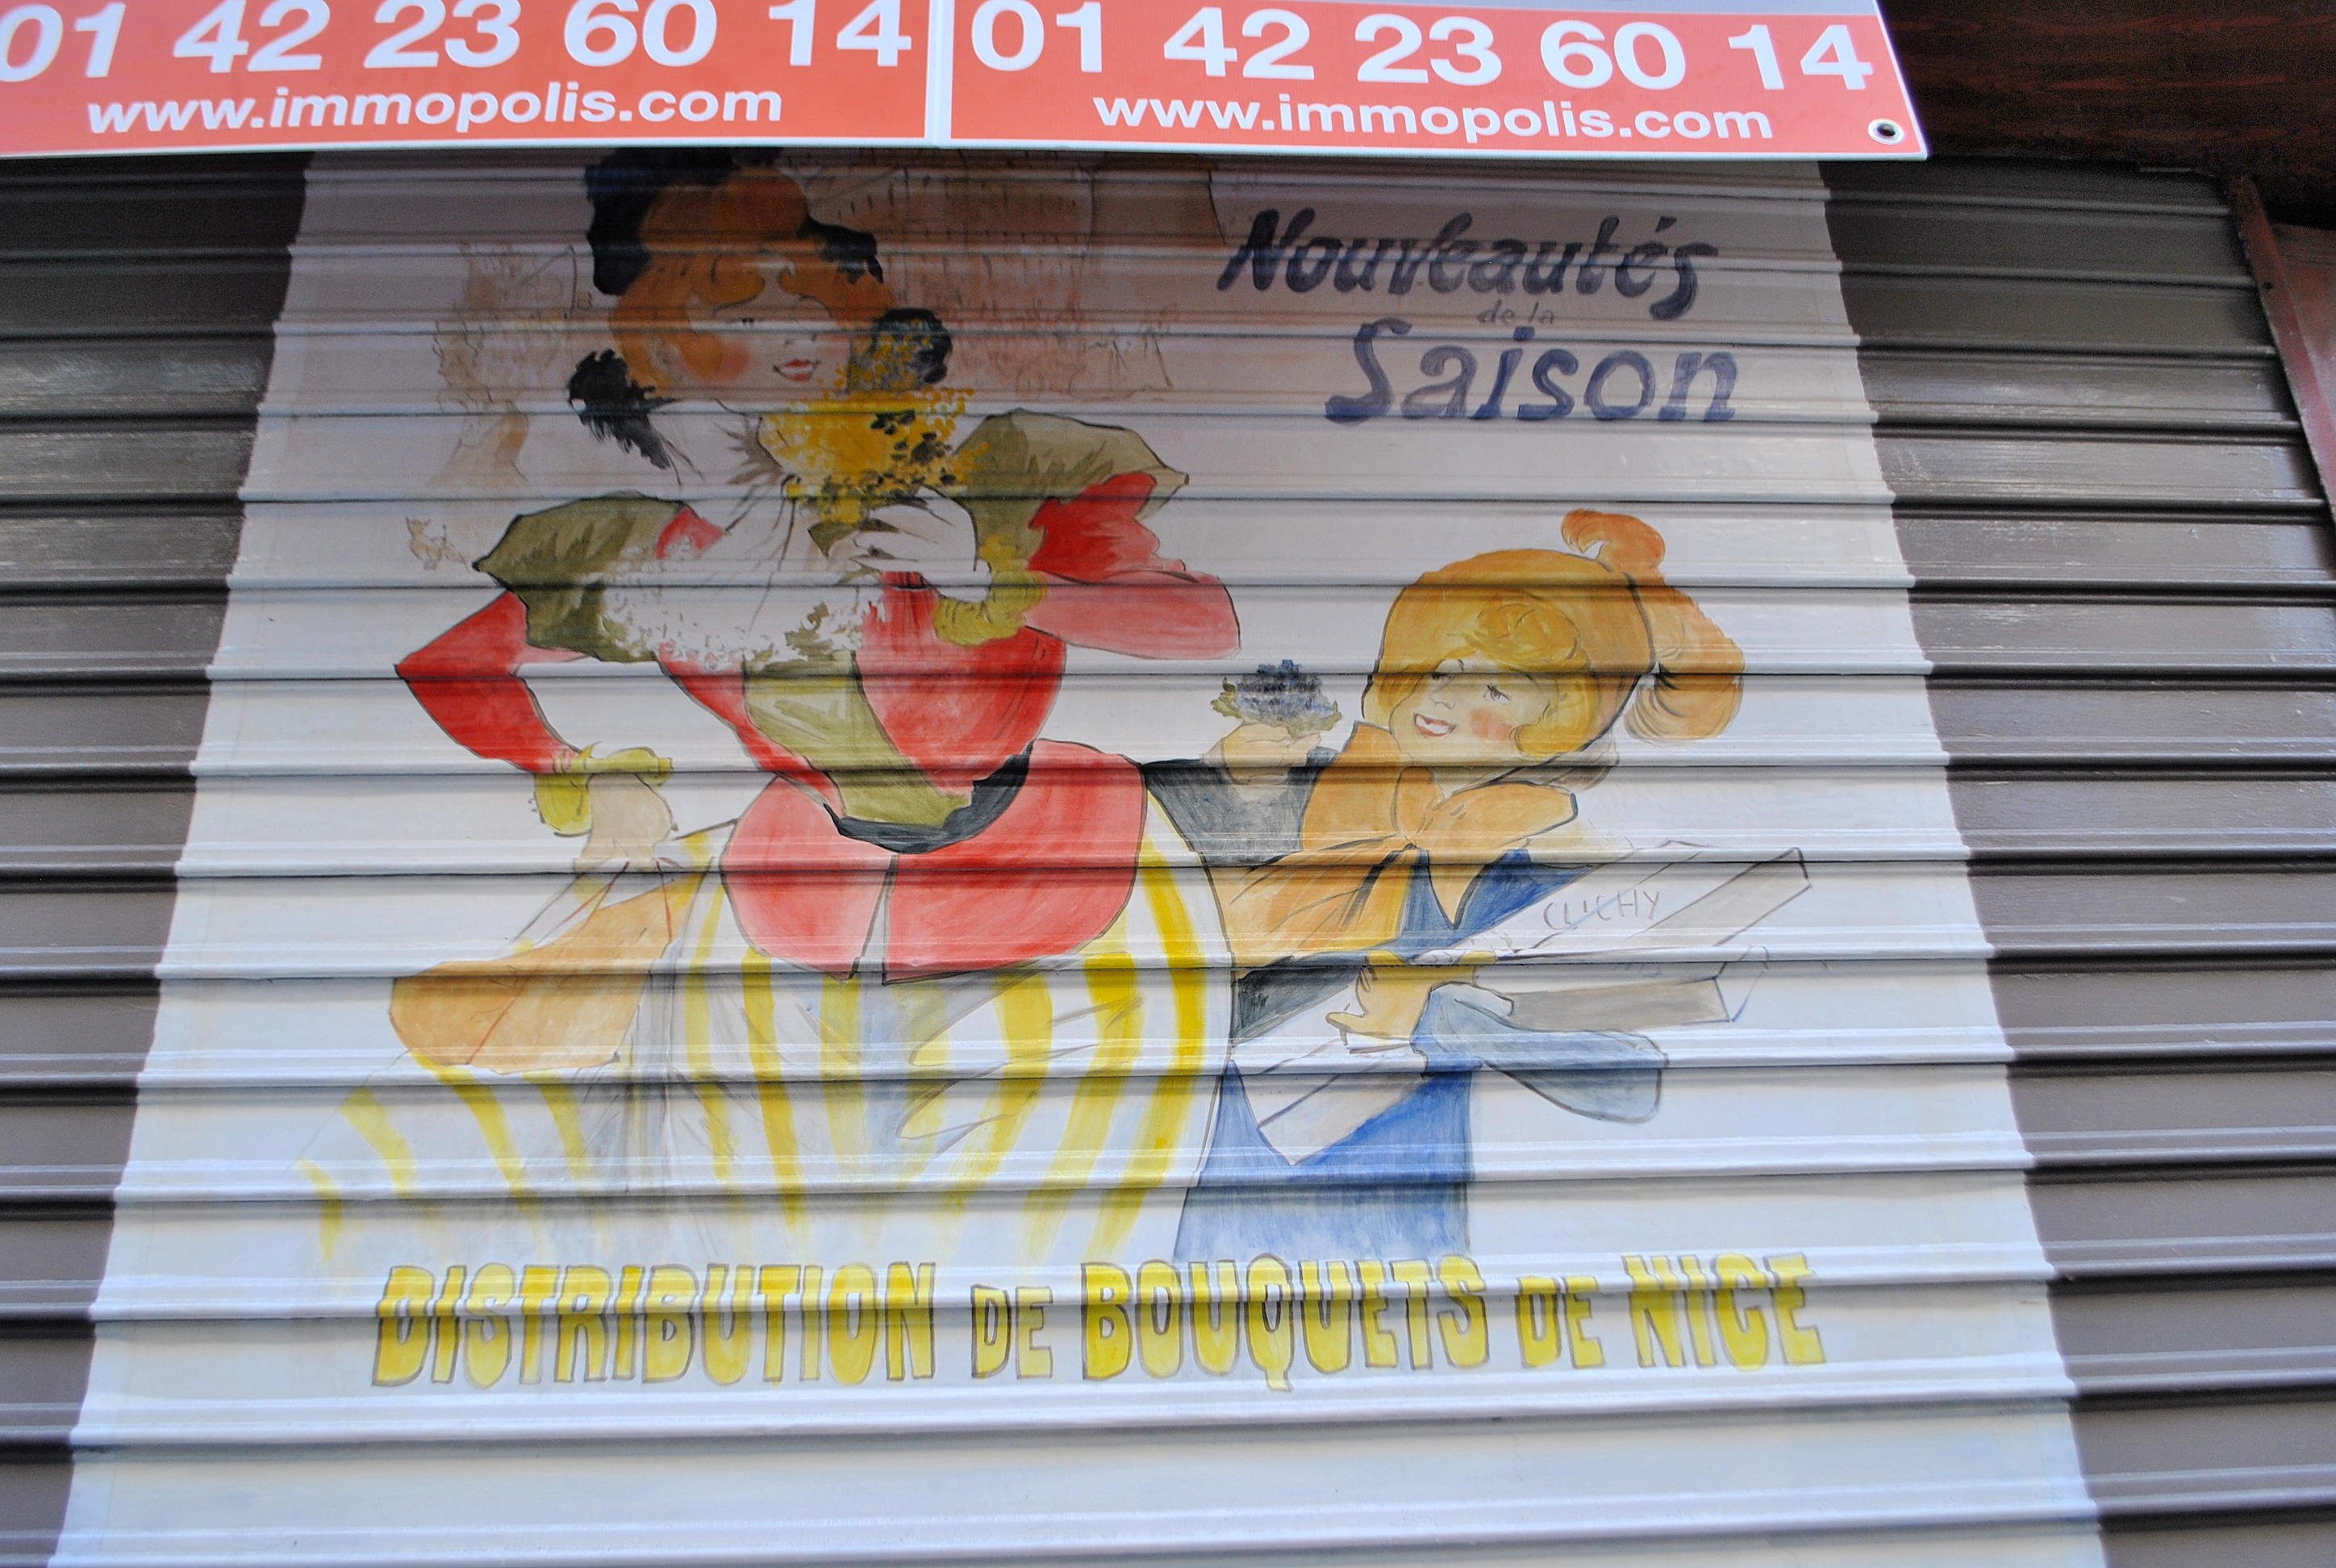 01 42 23 60 14
www.immopolis.com
01 42 23 60 14
www.immopolis.com
Nouveautés
de la
Saison
CLICHY
DISTRIBUTION DE BOUQUETS DE NICE